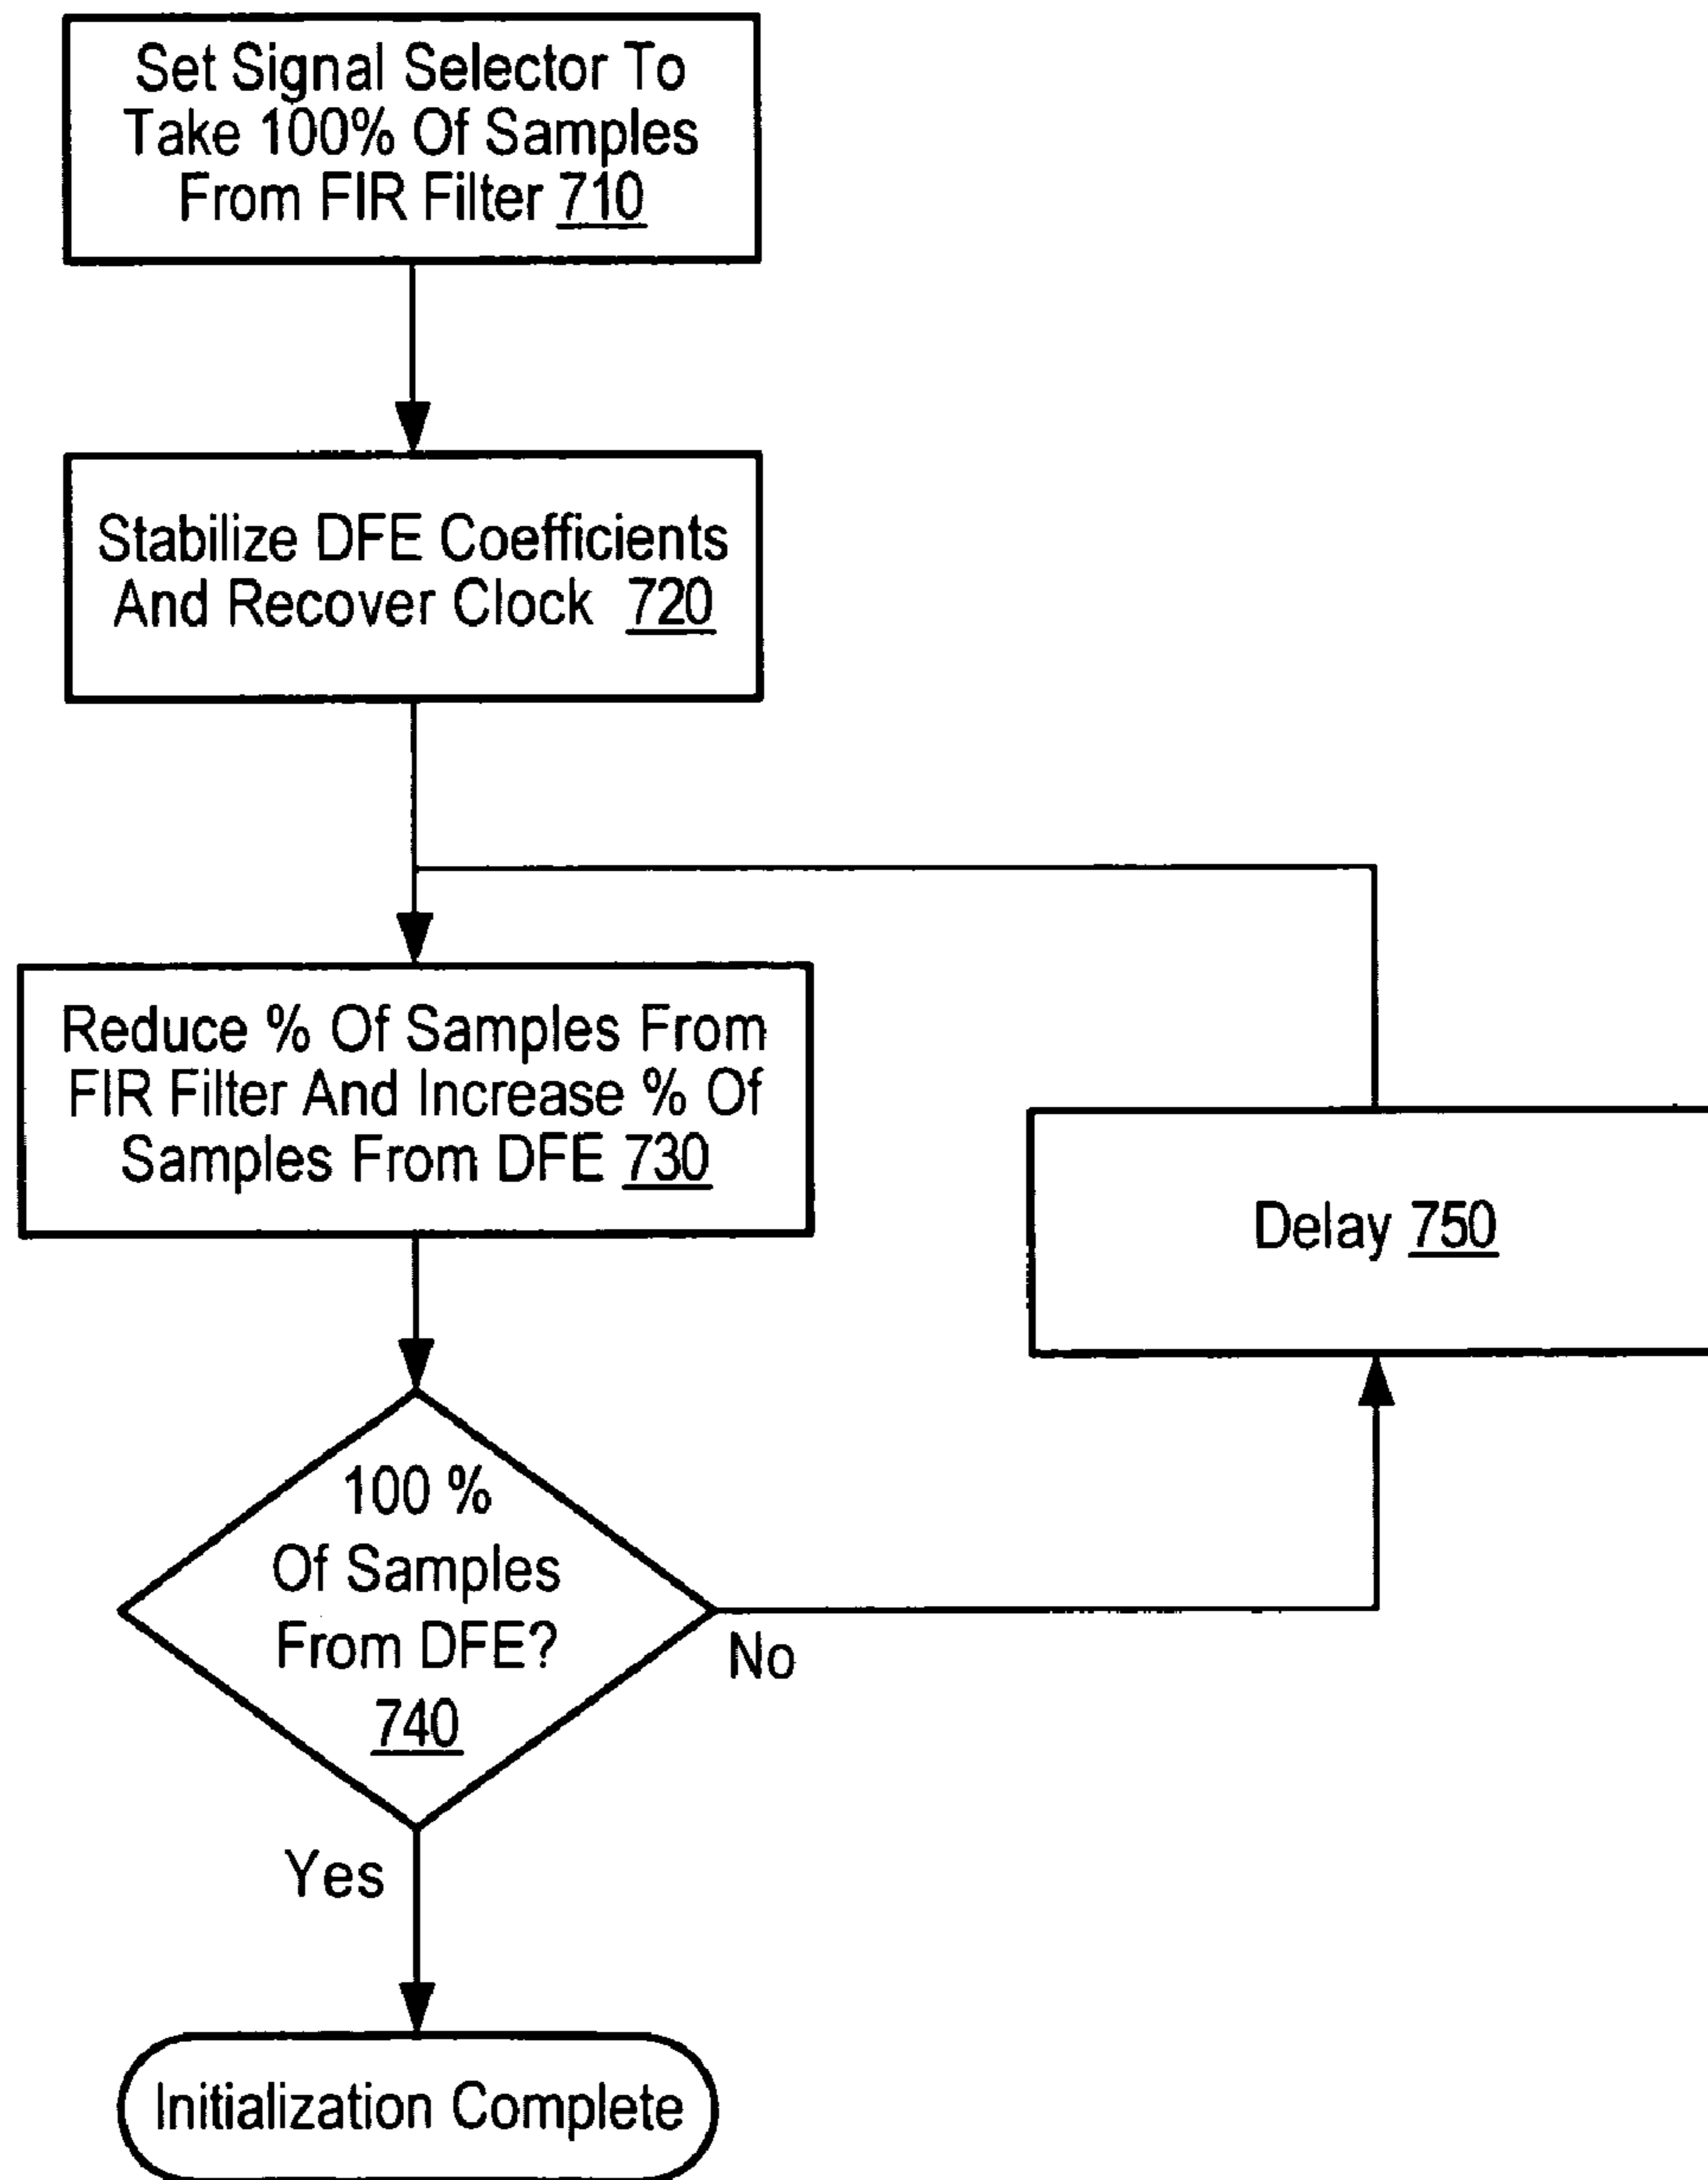 Set Signal Selector To
Take 100% Of Samples
From FIR Filter 710
Stabilize DFE Coefficients
And Recover Clock 720
Reduce % Of Samples From
FIR Filter And Increase % Of
Samples From DFE 730
Delay 750
100 %
Of Samples
From DFE?
740
No
Yes
Initialization Complete